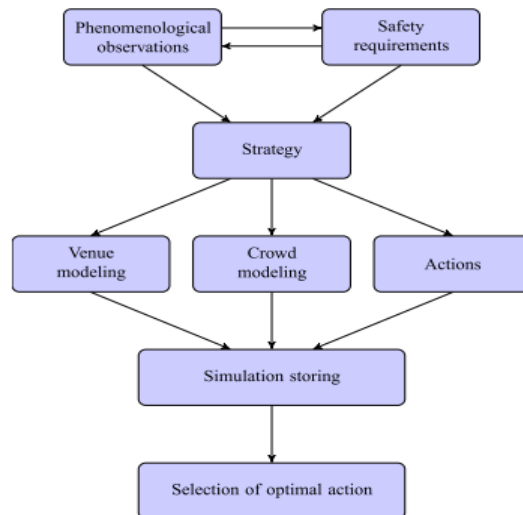 Phenomenological
observations
Safety
requirements
Strategy
Venue
modeling
Crowd
modeling
Actions
Simulation storing
Selection of optimal action